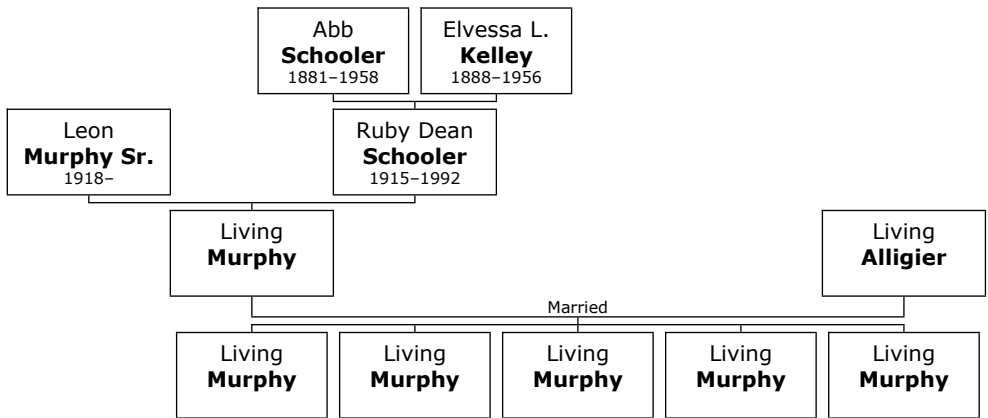 Abb
Schooler
1881–1958
Elvessa L.
Kelley
1888–1956
Leon
Murphy Sr.
1918–
Ruby Dean
Schooler
1915–1992
Living
Murphy
Living
Alligier
Married
Living
Murphy
Living
Murphy
Living
Murphy
Living
Murphy
Living
Murphy